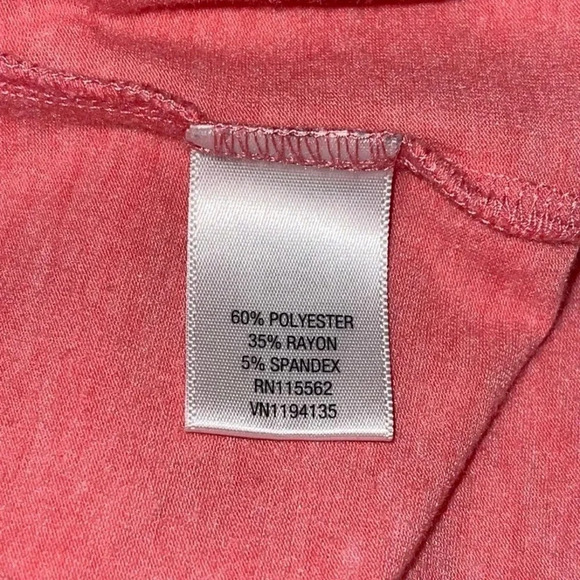 60% POLYESTER
35% RAYON
5% SPANDEX
RN115562
VN1194135